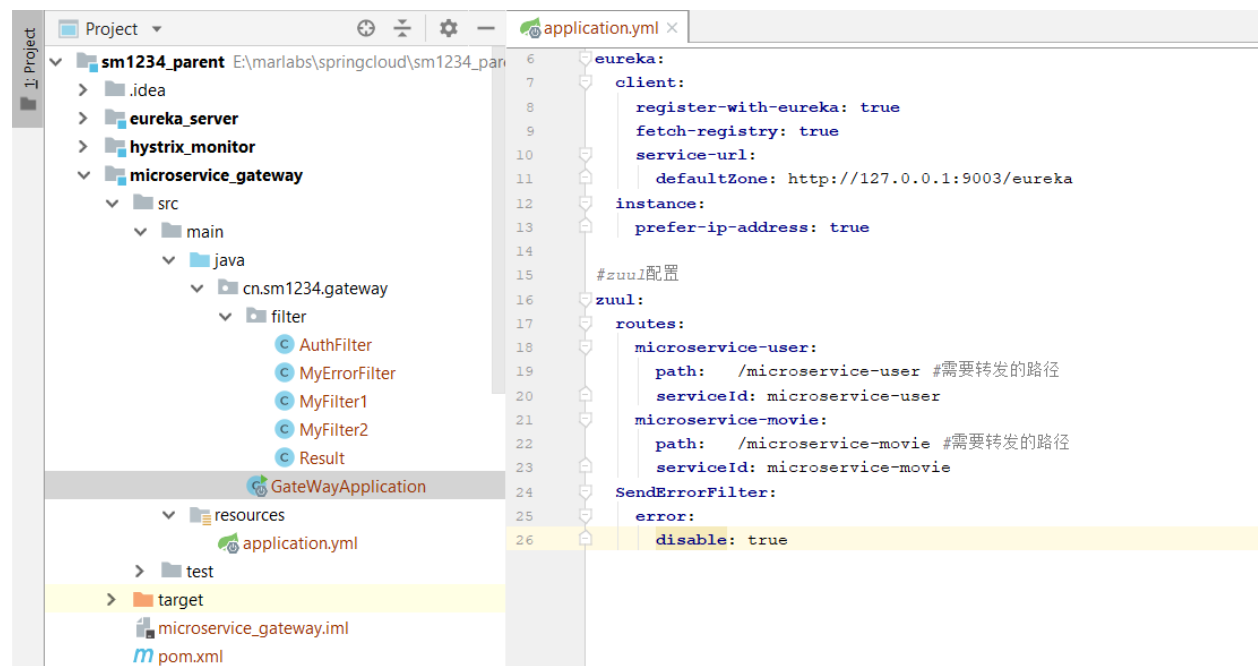 1: Project
Project
sm1234_parent E:\marlabs\springcloud\sm1234_par
.idea
eureka_server
hystrix_monitor
microservice_gateway
src
main
java
cn.sm1234.gateway
filter
AuthFilter
MyErrorFilter
MyFilter1
MyFilter2
Result
GateWayApplication
resources
application.yml
test
target
microservice_gateway.iml
pom.xml
application.yml
6 eureka:
7 client:
8 register-with-eureka: true
9 fetch-registry: true
10 service-url:
11 defaultZone: http://127.0.0.1:9003/eureka
12 instance:
13 prefer-ip-address: true
14
15 #zuul配置
16 zuul:
17 routes:
18 microservice-user:
19 path: /microservice-user #需要转发的路径
20 serviceId: microservice-user
21 microservice-movie:
22 path: /microservice-movie #需要转发的路径
23 serviceId: microservice-movie
24 SendErrorFilter:
25 error:
26 disable: true